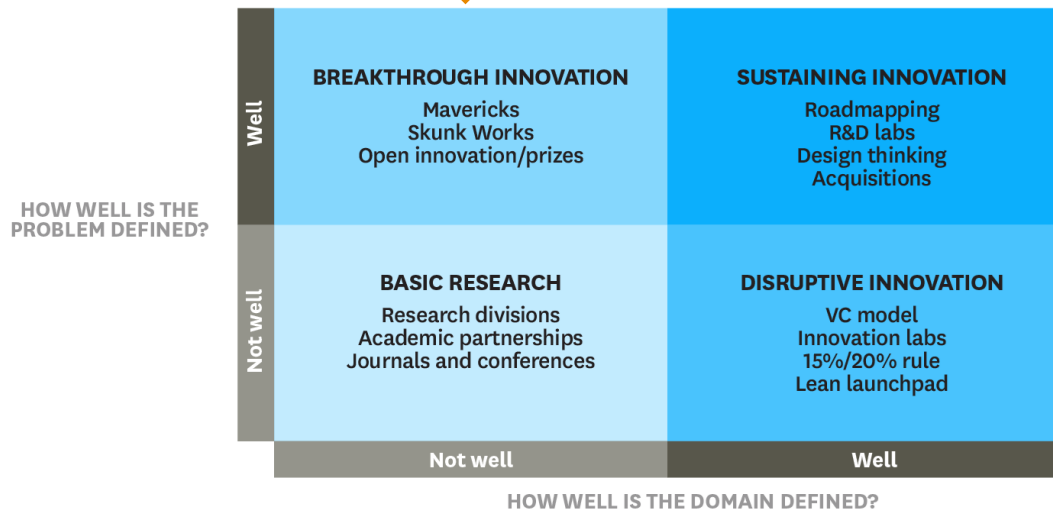 BREAKTHROUGH INNOVATION
Mavericks
Skunk Works
Open innovation/prizes
SUSTAINING INNOVATION
Roadmapping
R&D labs
Design thinking
Acquisitions
Well
HOW WELL IS THE
PROBLEM DEFINED?
Not well
BASIC RESEARCH
Research divisions
Academic partnerships
Journals and conferences
DISRUPTIVE INNOVATION
VC model
Innovation labs
15%/20% rule
Lean launchpad
Not well
Well
HOW WELL IS THE DOMAIN DEFINED?